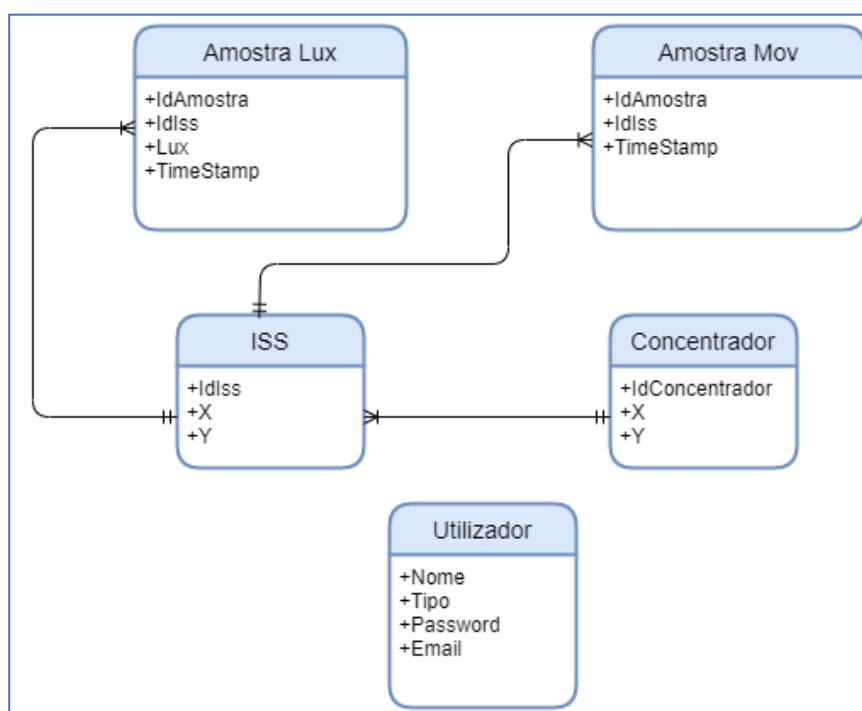 Amostra Lux
+IdAmostra
+IdIss
+Lux
+TimeStamp
Amostra Mov
+IdAmostra
+IdIss
+TimeStamp
ISS
+IdIss
+X
+Y
Concentrador
+IdConcentrador
+X
+Y
Utilizador
+Nome
+Tipo
+Password
+Email